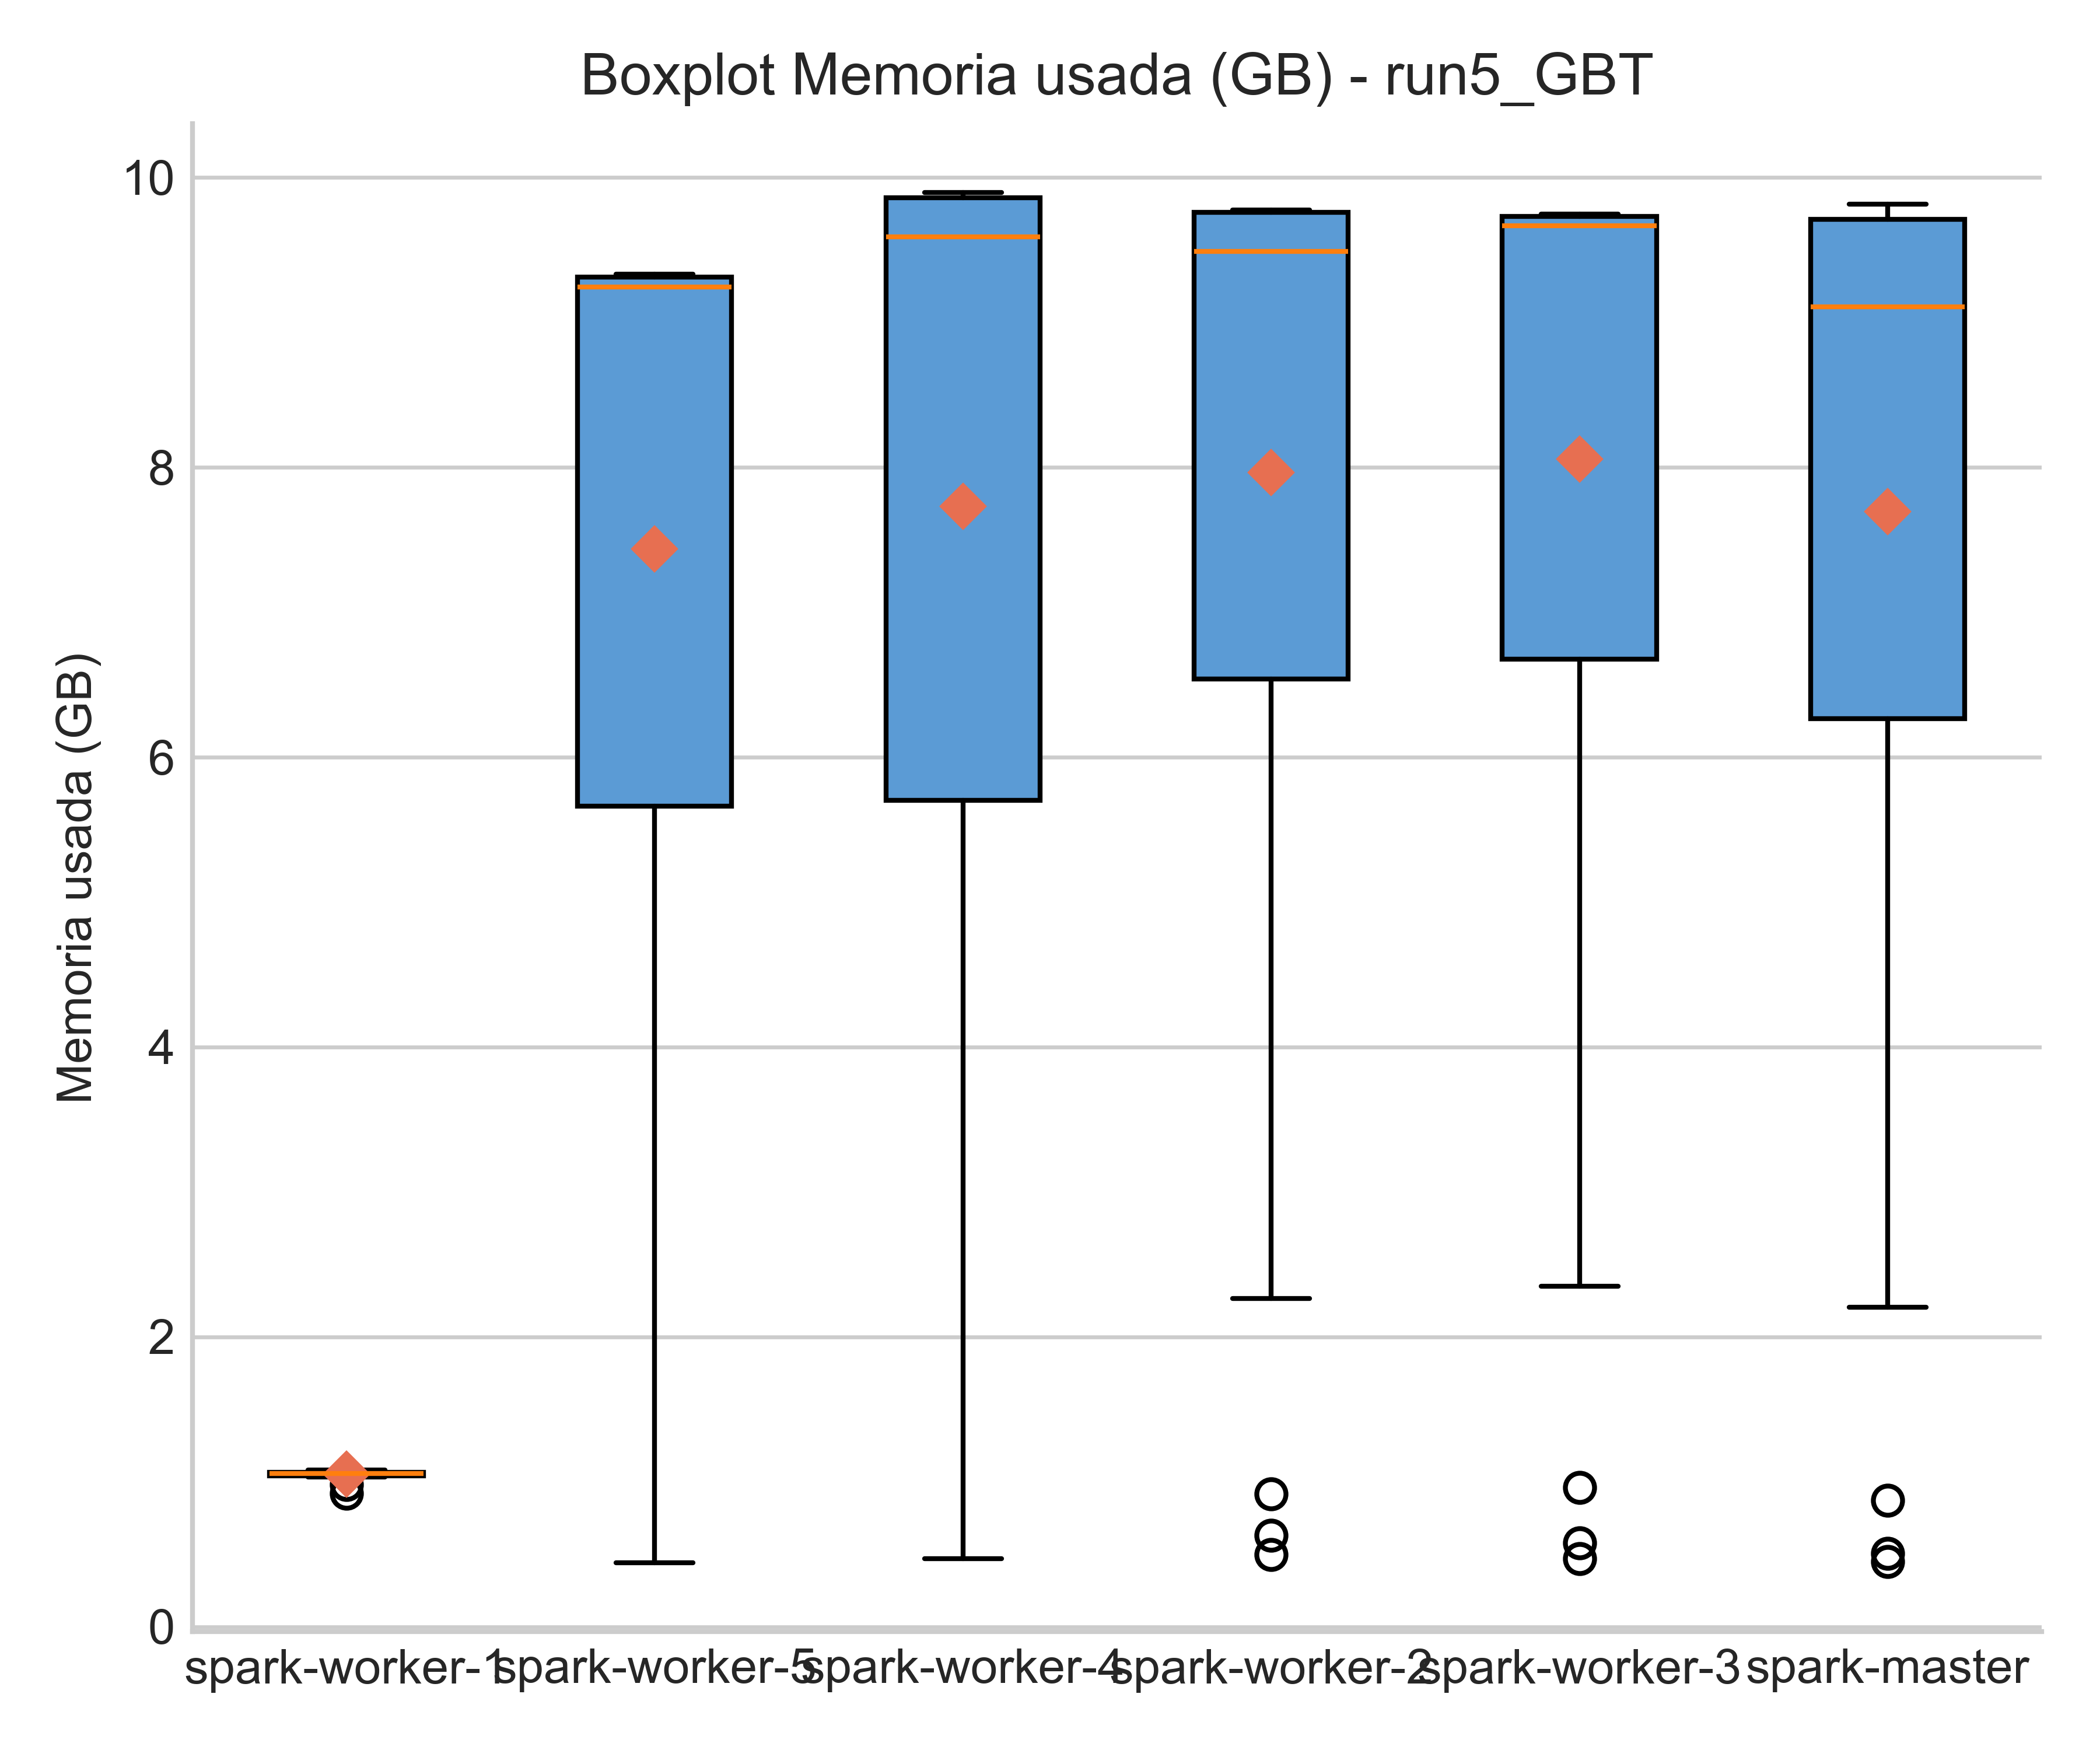 Boxplot Memoria usada (GB) - run5_GBT
Memoria usada (GB)
10
8
6
4
2
0
spark-worker-1 spark-worker-5 spark-worker-4 spark-worker-2 spark-worker-3 spark-master